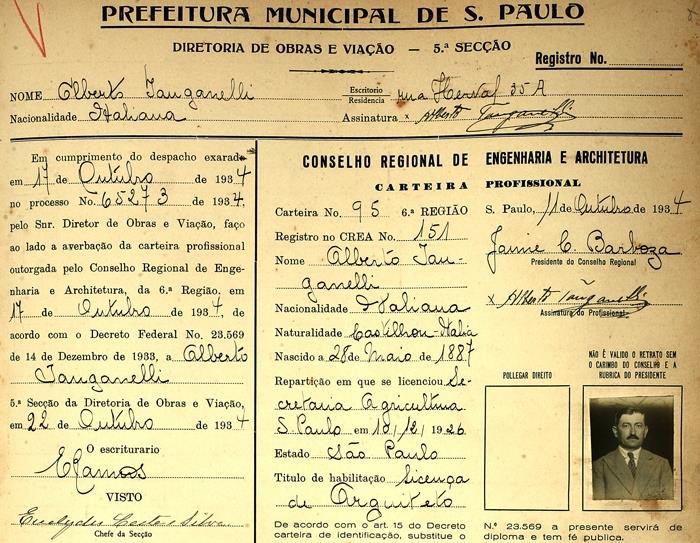 PREFEITURA MUNICIPAL DE S. PAULO
DIRETORIA DE OBRAS E VIAÇÃO — 5.ª SECÇÃO
Registro No.
NOME Alberto Tanganelli
Escritorio
Residencia rua Herval 35 A
Nacionalidade Italiana
Assinatura x Alberto Tanganelli
Em cumprimento do despacho exarado
em 17 de Outubro de 1934
no processo No. 65273 de 1934,
pelo Snr. Diretor de Obras e Viação, faço
ao lado a averbação da carteira profissional
outorgada pelo Conselho Regional de Enge-
nharia e Architetura, da 6.ª Região. em
17 de Outubro de 1934, de
acordo com o Decreto Federal No. 23.569
de 14 de Dezembro de 1933, a Alberto
Tanganelli
5.ª Secção da Diretoria de Obras e Viação,
em 22 de Outubro de 1934
O escriturario
ERamos
VISTO
Euclydes Costa e Silva
Chefe da Secção
CONSELHO REGIONAL DE ENGENHARIA E ARCHITETURA
CARTEIRA PROFISSIONAL
Carteira No. 95 6.ª REGIÃO
Registro no CREA No. 151
Nome Alberto Tan-
ganelli
Nacionalidade Italiana
Naturalidade Castilhon-Italia
Nascido a 28 de Maio de 1887
Repartição em que se licenciou Se-
cretaria Agricultura
S. Paulo em 10/2/1926
Estado São Paulo
Titulo de habilitação licença
de Arquiteto
De acordo com o art. 15 do Decreto
carteira de identificação, substitue o
S. Paulo, 11 de Outubro de 1934
Jaime C. Barboza
Presidente do Conselho Regional
x Alberto Tanganelli
Assinatura do Profissional
POLLEGAR DIREITO
NÃO É VALIDO O RETRATO SEM
O CARIMBO DO CONSELHO E A
RUBRICA DO PRESIDENTE
N.º 23.569 a presente servirá de
diploma e tem fé publica.